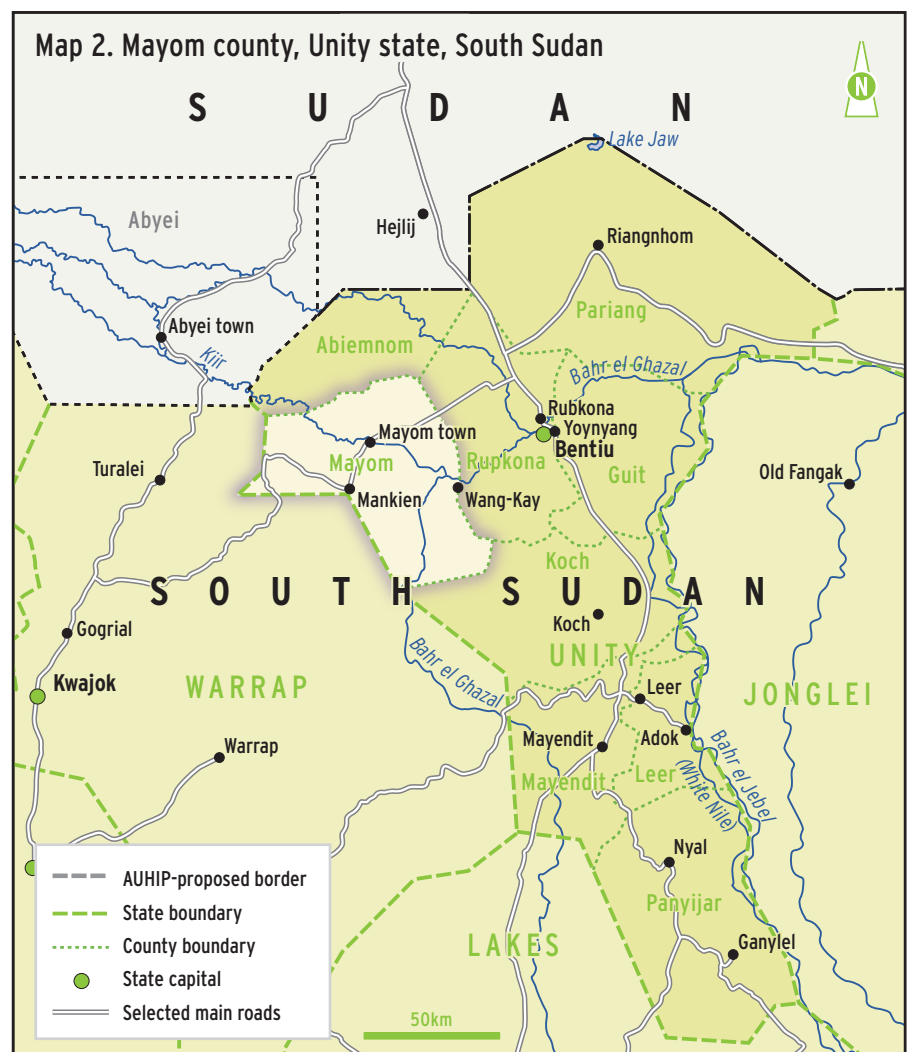 Map 2. Mayom county, Unity state, South Sudan
N
S U D A N
Lake Jaw
Abyei
Hejlij
Riangnhom
Pariang
Abyei town
Abiemnom
Kjir
Bahr el Ghazal
Rubkona
Yoynyang
Bentiu
Mayom town
Mayom
Rupkona
Guit
Turalei
Mankien
Wang-Kay
Old Fangak
Koch
S O U T H S U D A N
Koch
Gogrial
UNITY
Bahr el Ghazal
Kwajok
WARRAP
Leer
JONGLEI
Warrap
Mayendit
Adok
Bahr el Jebel
(White Nile)
Mayendit
Leer
Nyal
Panyijar
LAKES
Ganylel
AUHIP-proposed border
State boundary
County boundary
State capital
Selected main roads
50km